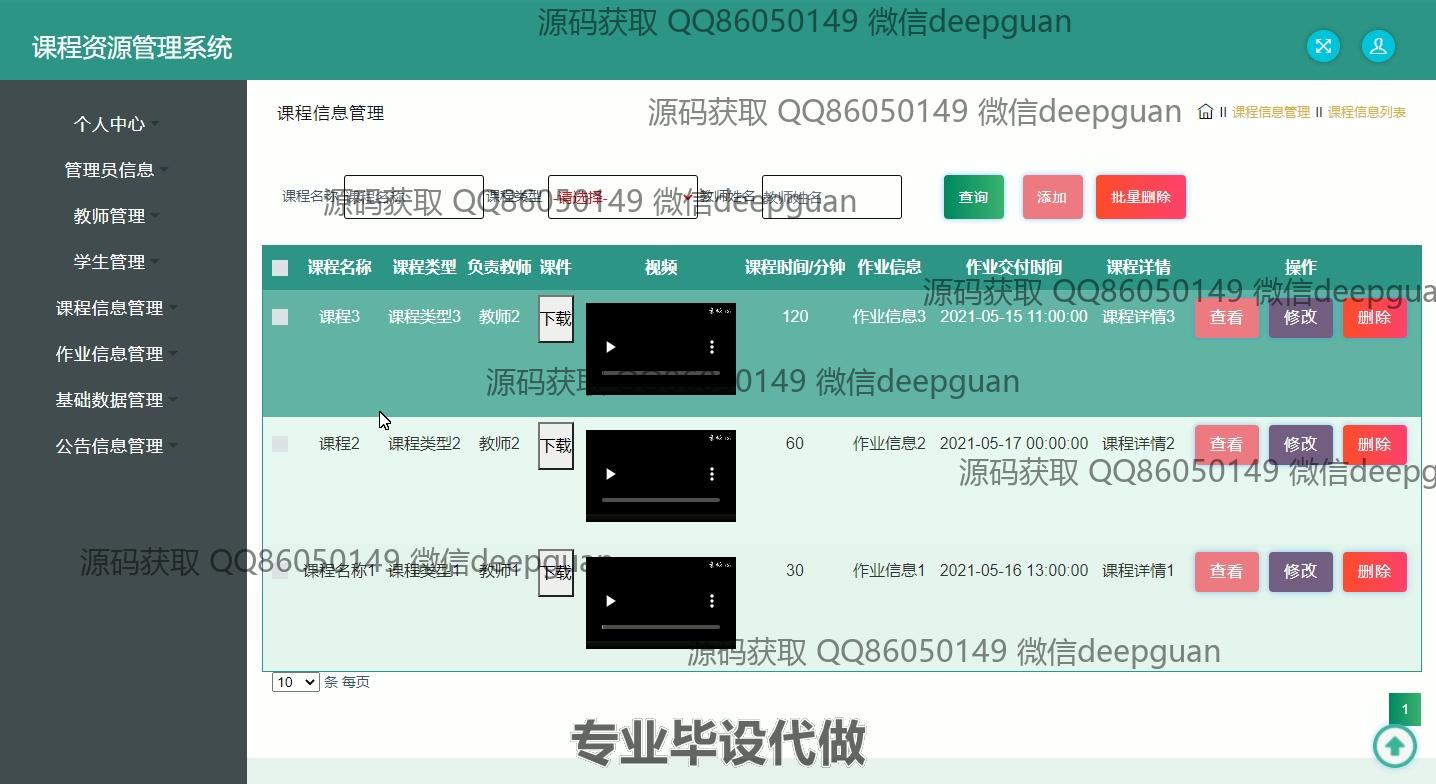 源码获取 QQ86050149 微信deepguan
课程资源管理系统
个人中心
管理员信息
教师管理
学生管理
课程信息管理
作业信息管理
基础数据管理
公告信息管理
课程信息管理
源码获取 QQ86050149 微信deepguan
课程信息管理 课程信息列表
课程名称 课程名称 课程类型 -请选择- 教师姓名 教师姓名 查询 添加 批量删除
源码获取 QQ86050149 微信deepguan
课程名称 课程类型 负责教师 课件 视频 课程时间/分钟 作业信息 作业交付时间 课程详情 操作
源码获取 QQ86050149 微信deepgua
课程3 课程类型3 教师2 下载 120 作业信息3 2021-05-15 11:00:00 课程详情3 查看 修改 删除
源码获取 QQ86050149 微信deepguan
课程2 课程类型2 教师2 下载 60 作业信息2 2021-05-17 00:00:00 课程详情2 查看 修改 删除
源码获取 QQ86050149 微信deepg
源码获取 QQ86050149 微信deepguan
课程名称1 课程类型1 教师1 下载 30 作业信息1 2021-05-16 13:00:00 课程详情1 查看 修改 删除
源码获取 QQ86050149 微信deepguan
10 条 每页
1
专业毕设代做